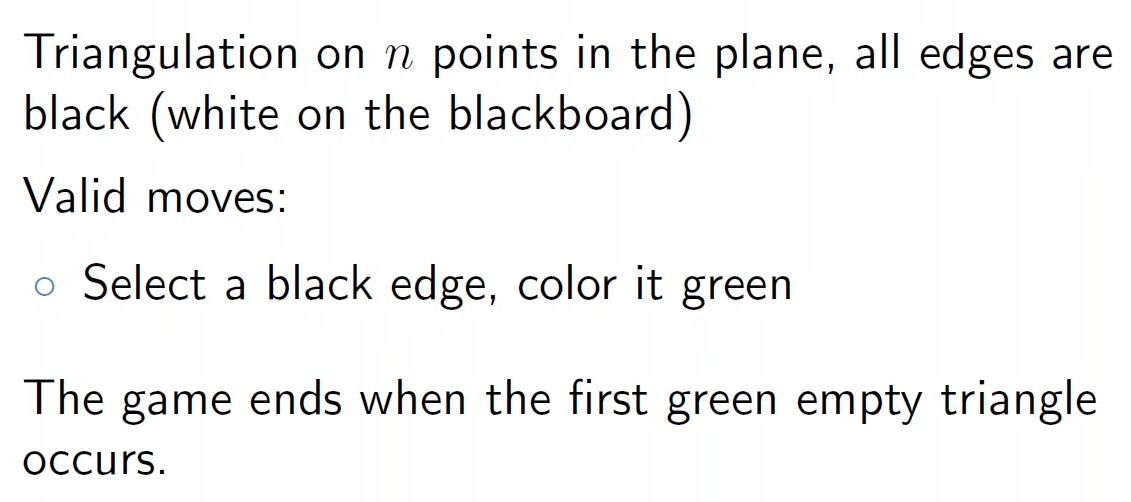 Triangulation on n points in the plane, all edges are
black (white on the blackboard)
Valid moves:
○ Select a black edge, color it green
The game ends when the first green empty triangle
occurs.